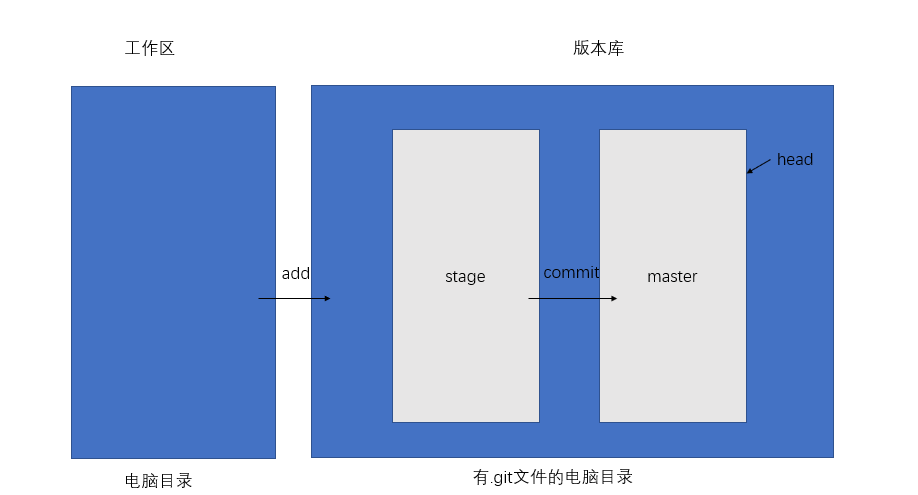 工作区
版本库
head
add
stage
commit
master
电脑目录
有.git文件的电脑目录